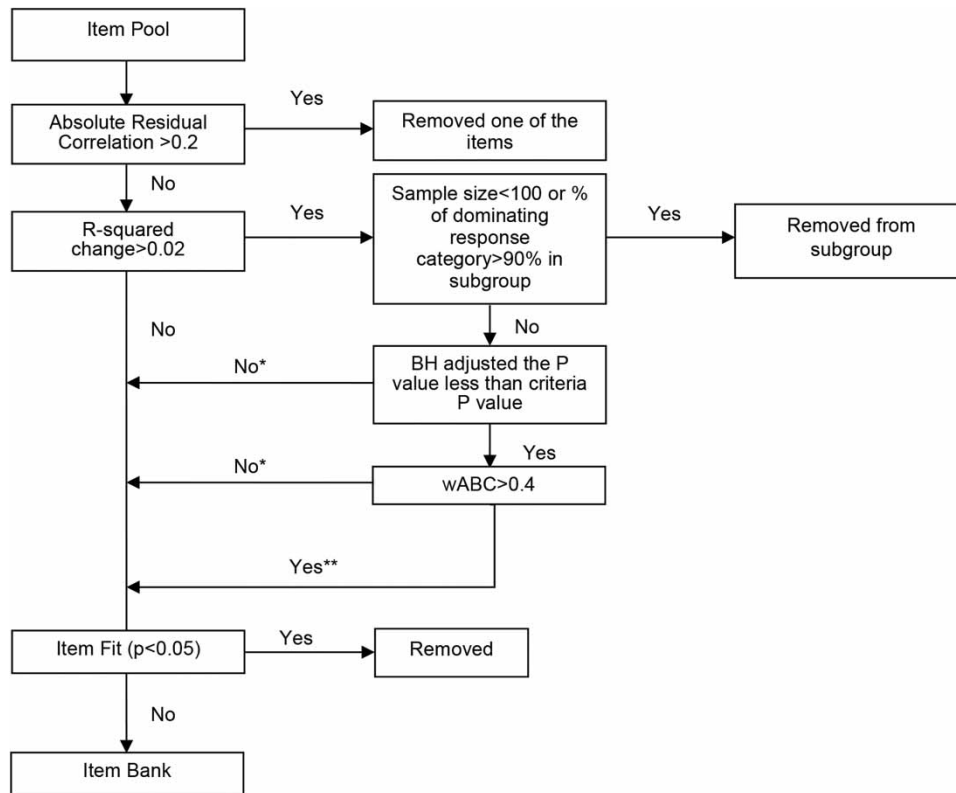 Item Pool
Yes
Absolute Residual
Correlation >0.2
Removed one of the
items
No
R-squared
change>0.02
Yes
Sample size<100 or %
of dominating
response
category>90% in
subgroup
Yes
Removed from
subgroup
No
No
BH adjusted the P
value less than criteria
P value
No*
Yes
wABC>0.4
No*
Yes**
Item Fit (p<0.05)
Yes
Removed
No
Item Bank